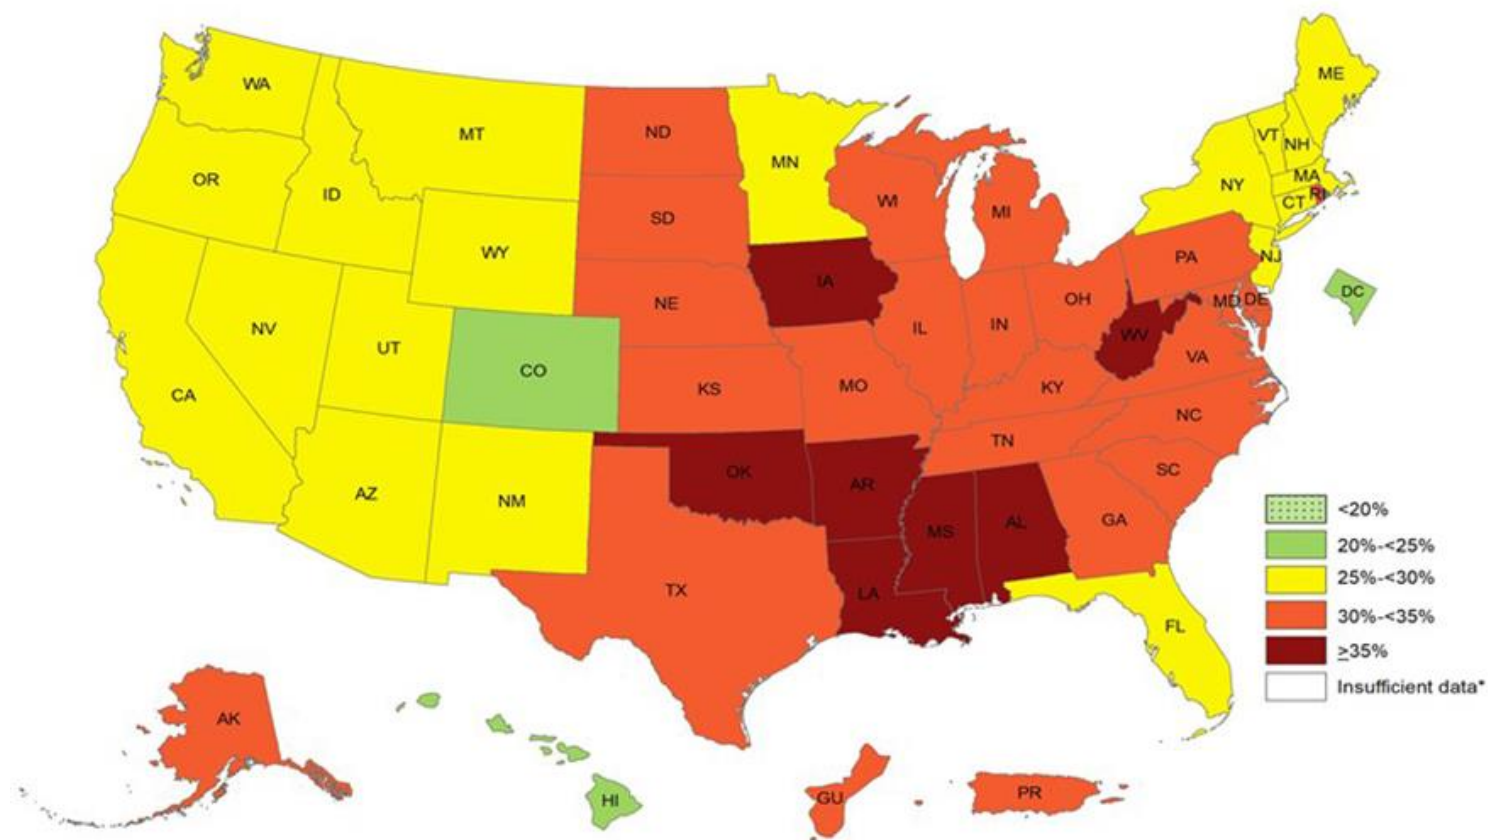 WA
MT
ND
MN
OR
ID
SD
WI
MI
WY
NV
UT
CO
CA
NE
IA
KS
MO
IL
IN
OH
KY
WV
VA
PA
NY
VT
NH
ME
MA
CT
RI
NJ
MD
DE
DC
NC
TN
SC
AZ
NM
OK
AR
MS
AL
GA
TX
LA
FL
AK
HI
GU
PR
<20%
20%-<25%
25%-<30%
30%-<35%
≥35%
Insufficient data*